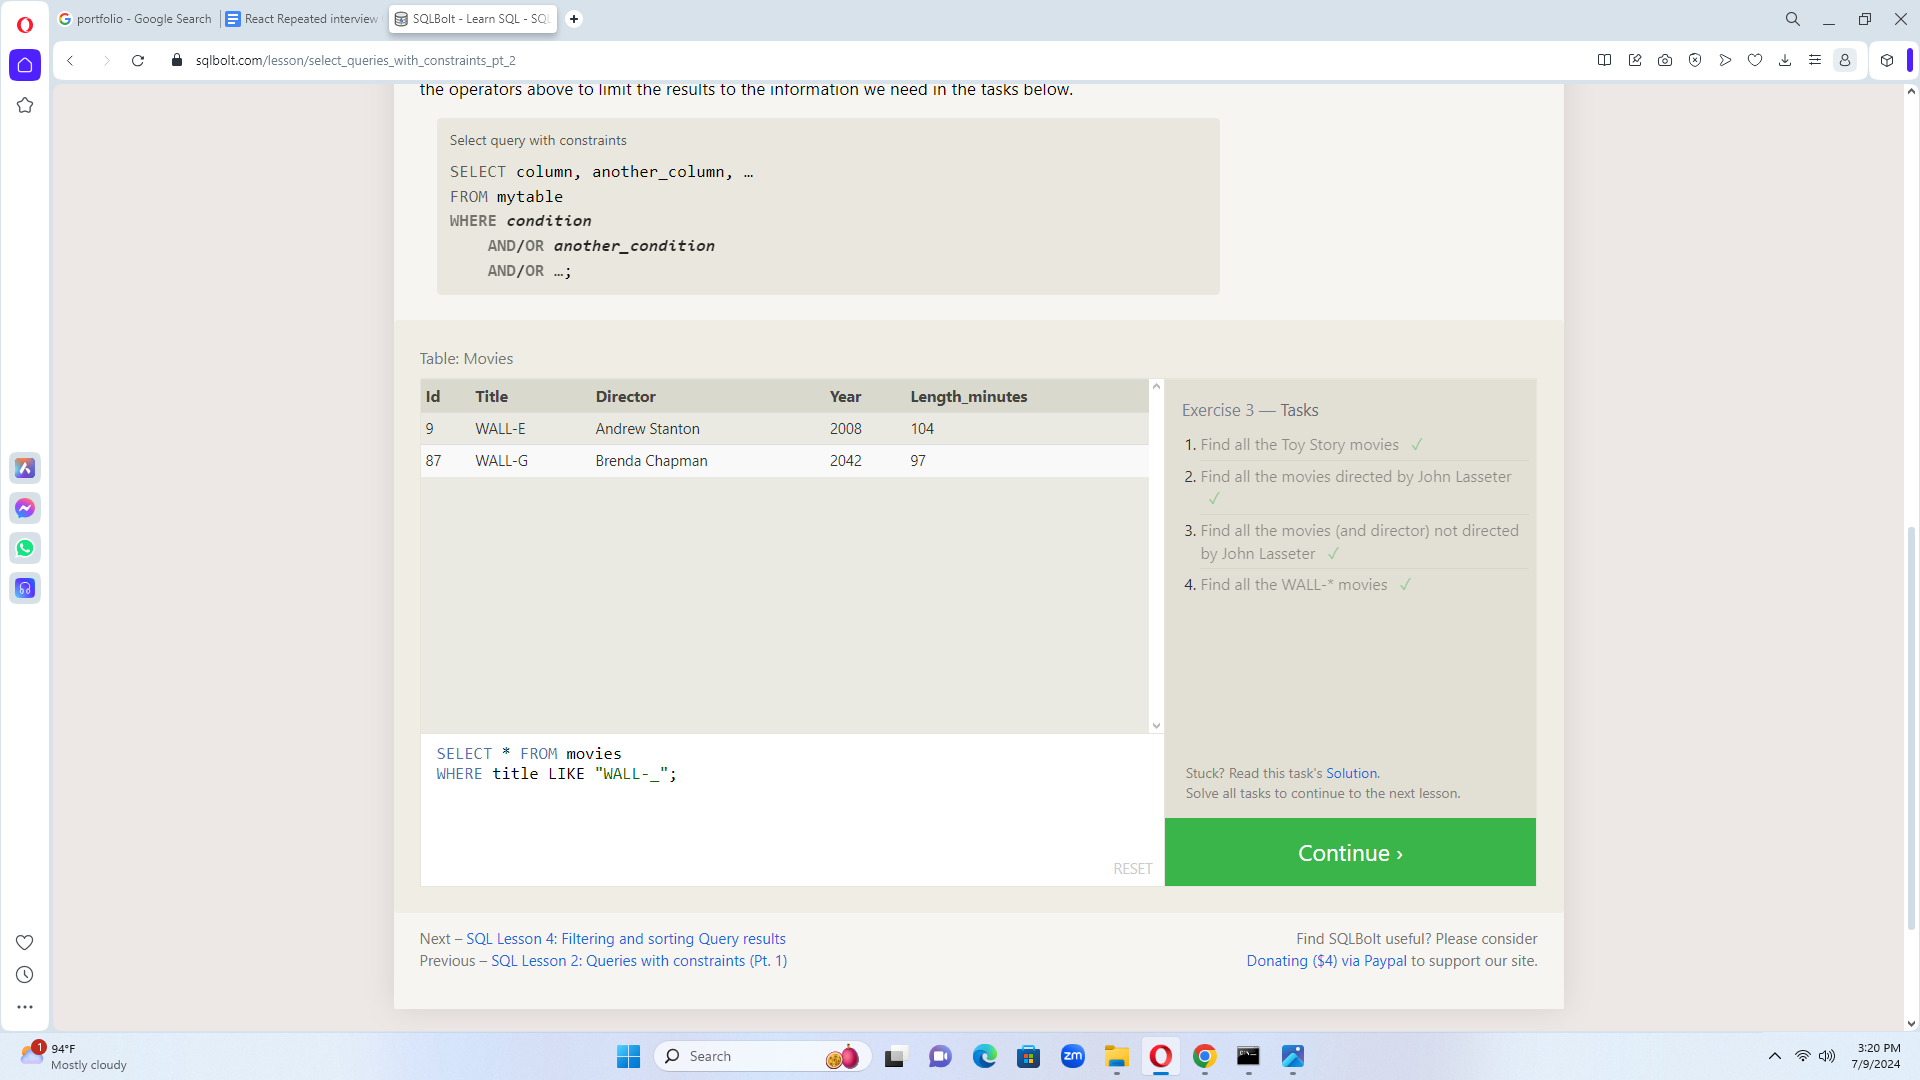 portfolio - Google Search
React Repeated interview
SQLBolt - Learn SQL - SQL
sqlbolt.com/lesson/select_queries_with_constraints_pt_2
the operators above to limit the results to the information we need in the tasks below.
Select query with constraints
SELECT column, another_column, …
FROM mytable
WHERE condition
AND/OR another_condition
AND/OR …;
Table: Movies
Id Title Director Year Length_minutes
9 WALL-E Andrew Stanton 2008 104
87 WALL-G Brenda Chapman 2042 97
SELECT * FROM movies
WHERE title LIKE "WALL-_";
RESET
Exercise 3 — Tasks
1. Find all the Toy Story movies ✓
2. Find all the movies directed by John Lasseter
✓
3. Find all the movies (and director) not directed
by John Lasseter ✓
4. Find all the WALL-* movies ✓
Stuck? Read this task's Solution.
Solve all tasks to continue to the next lesson.
Continue ›
Next – SQL Lesson 4: Filtering and sorting Query results
Previous – SQL Lesson 2: Queries with constraints (Pt. 1)
Find SQLBolt useful? Please consider
Donating ($4) via Paypal to support our site.
1
94°F
Mostly cloudy
Search
zm
3:20 PM
7/9/2024